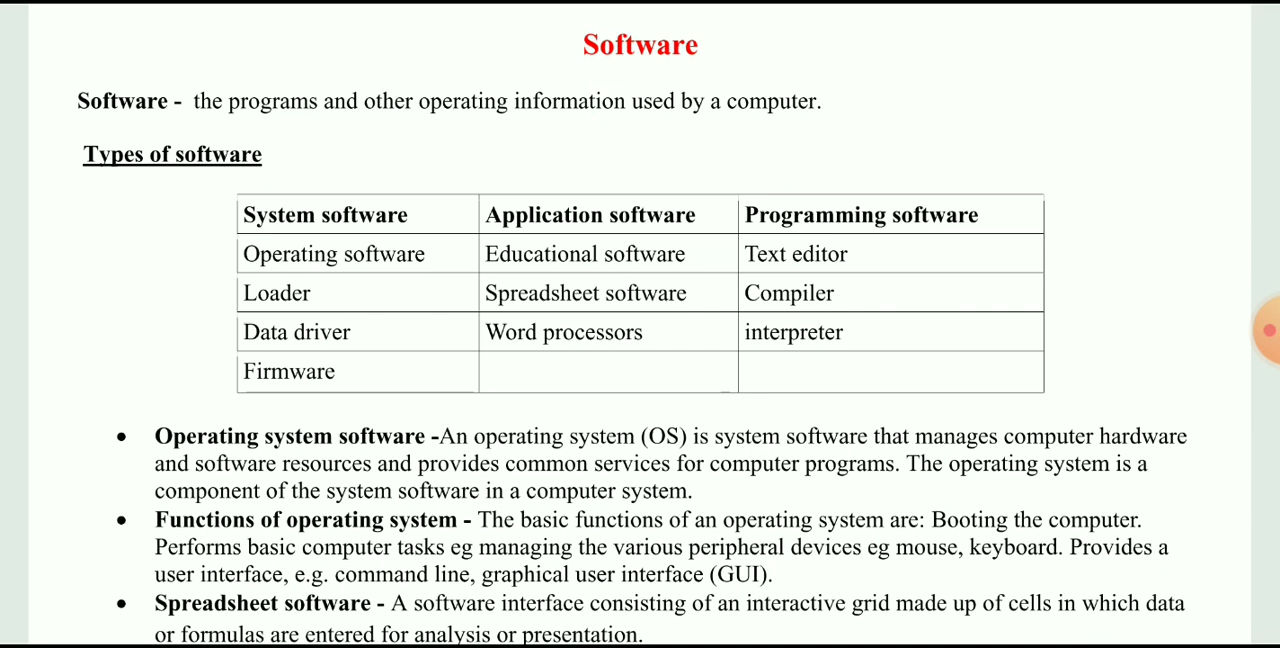 Software
Software - the programs and other operating information used by a computer.
Types of software
System software Application software Programming software
Operating software Educational software Text editor
Loader Spreadsheet software Compiler
Data driver Word processors interpreter
Firmware
• Operating system software -An operating system (OS) is system software that manages computer hardware
and software resources and provides common services for computer programs. The operating system is a
component of the system software in a computer system.
• Functions of operating system - The basic functions of an operating system are: Booting the computer.
Performs basic computer tasks eg managing the various peripheral devices eg mouse, keyboard. Provides a
user interface, e.g. command line, graphical user interface (GUI).
• Spreadsheet software - A software interface consisting of an interactive grid made up of cells in which data
or formulas are entered for analysis or presentation.